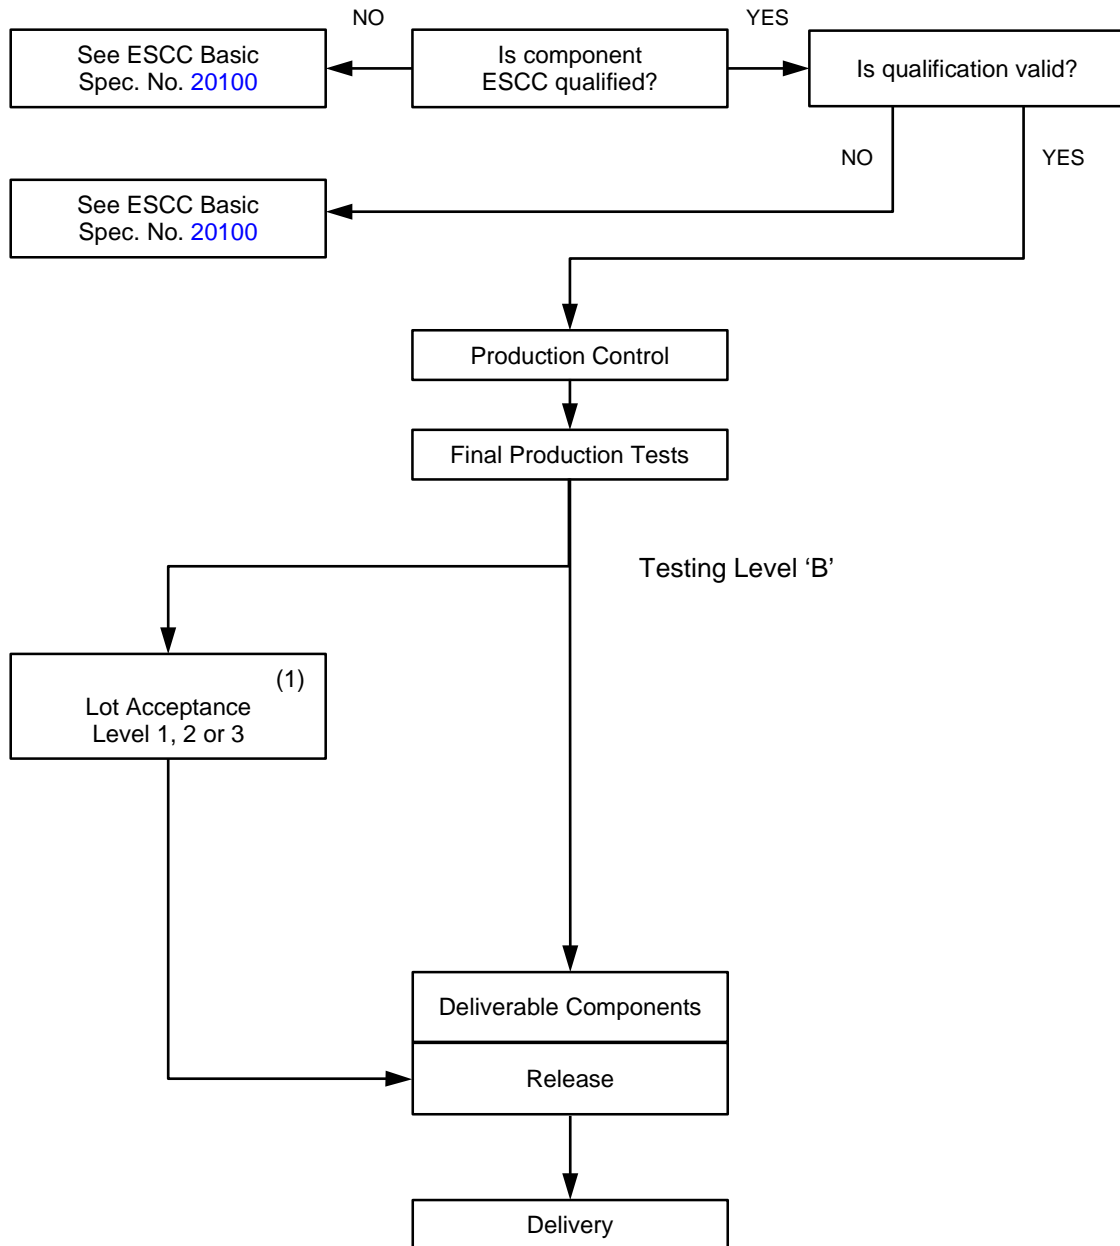 NO
YES
See ESCC Basic
Spec. No. 20100
Is component
ESCC qualified?
Is qualification valid?
NO
YES
See ESCC Basic
Spec. No. 20100
Production Control
Final Production Tests
Testing Level ‘B’
(1)
Lot Acceptance
Level 1, 2 or 3
Deliverable Components
Release
Delivery